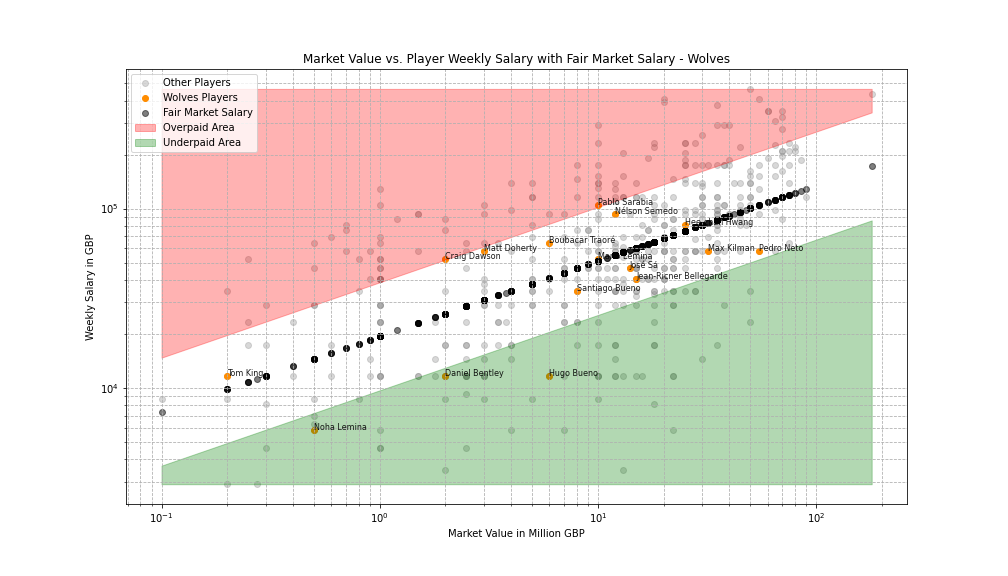 Market Value vs. Player Weekly Salary with Fair Market Salary - Wolves
Other Players
Wolves Players
Fair Market Salary
Overpaid Area
Underpaid Area
Pablo Sarabia
Nélson Semedo
Hee-chan Hwang
Boubacar Traoré
Matt Doherty
Craig Dawson
Max Kilman
Pedro Neto
Mario Lemina
José Sá
Jean-Ricner Bellegarde
Santiago Bueno
Tom King
Daniel Bentley
Hugo Bueno
Noha Lemina
10⁵
10⁴
Weekly Salary in GBP
10⁻¹
10⁰
10¹
10²
Market Value in Million GBP